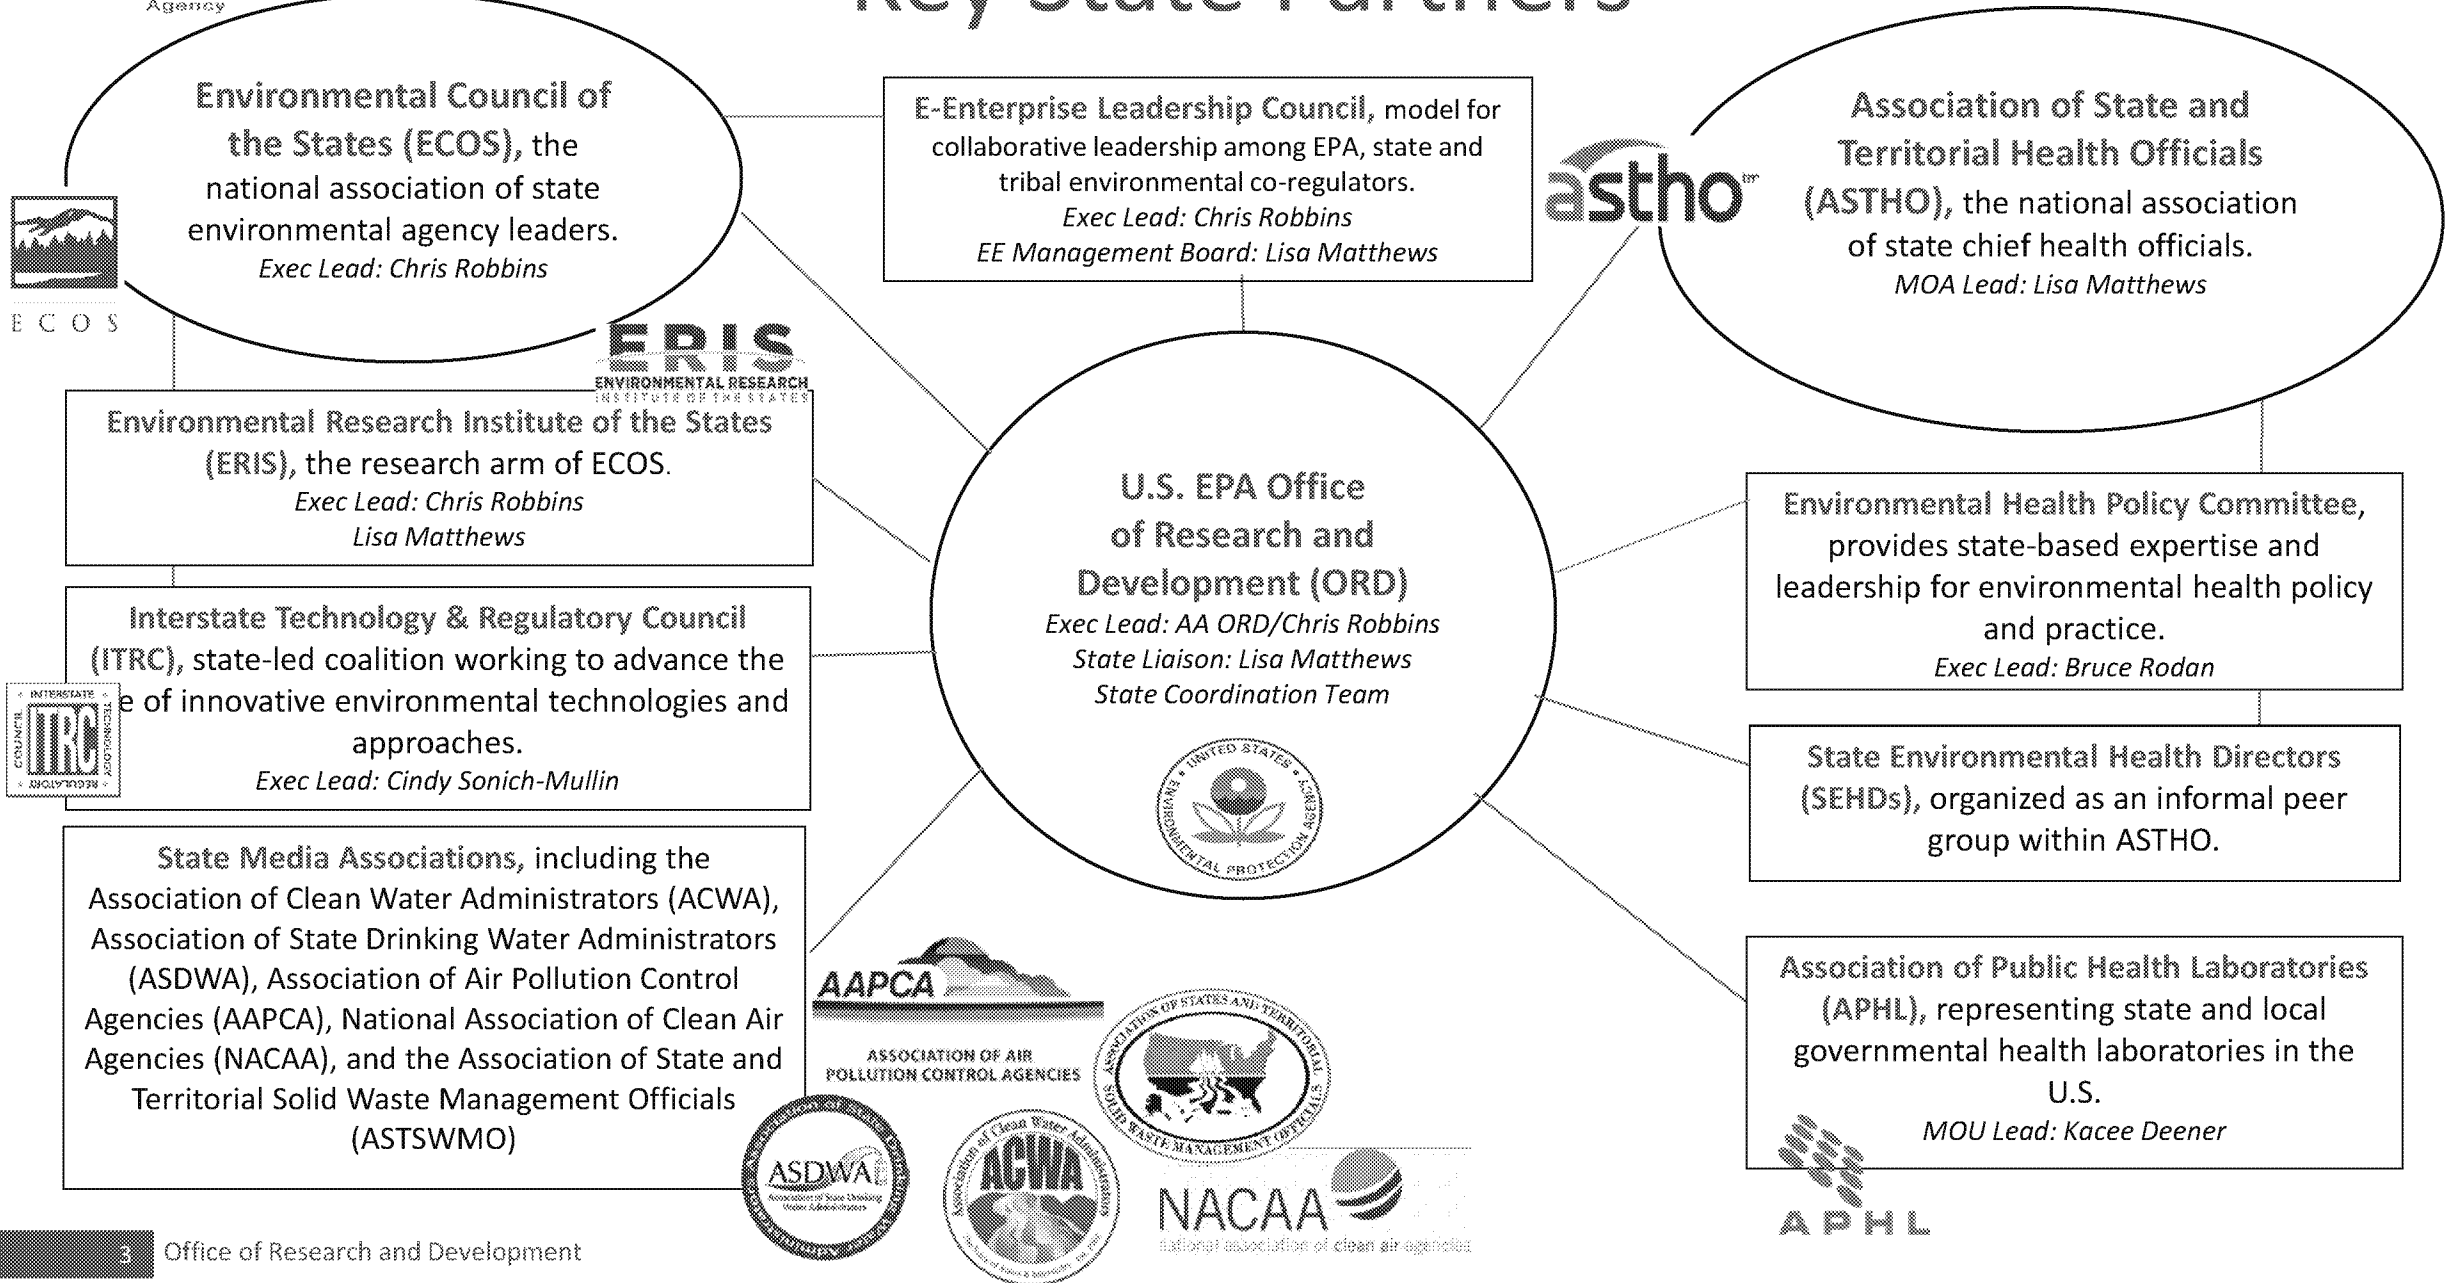 Agency
Key State Partners
Environmental Council of
the States (ECOS), the
national association of state
environmental agency leaders.
Exec Lead: Chris Robbins
ECOS
E-Enterprise Leadership Council, model for
collaborative leadership among EPA, state and
tribal environmental co-regulators.
Exec Lead: Chris Robbins
EE Management Board: Lisa Matthews
astho™
Association of State and
Territorial Health Officials
(ASTHO), the national association
of state chief health officials.
MOA Lead: Lisa Matthews
ERIS
ENVIRONMENTAL RESEARCH
INSTITUTE OF THE STATES
Environmental Research Institute of the States
(ERIS), the research arm of ECOS.
Exec Lead: Chris Robbins
Lisa Matthews
Interstate Technology & Regulatory Council
(ITRC), state-led coalition working to advance the
e of innovative environmental technologies and
approaches.
Exec Lead: Cindy Sonich-Mullin
INTERSTATE
TECHNOLOGY
REGULATORY
COUNCIL
ITRC
State Media Associations, including the
Association of Clean Water Administrators (ACWA),
Association of State Drinking Water Administrators
(ASDWA), Association of Air Pollution Control
Agencies (AAPCA), National Association of Clean Air
Agencies (NACAA), and the Association of State and
Territorial Solid Waste Management Officials
(ASTSWMO)
U.S. EPA Office
of Research and
Development (ORD)
Exec Lead: AA ORD/Chris Robbins
State Liaison: Lisa Matthews
State Coordination Team
UNITED STATES
ENVIRONMENTAL PROTECTION AGENCY
Environmental Health Policy Committee,
provides state-based expertise and
leadership for environmental health policy
and practice.
Exec Lead: Bruce Rodan
State Environmental Health Directors
(SEHDs), organized as an informal peer
group within ASTHO.
Association of Public Health Laboratories
(APHL), representing state and local
governmental health laboratories in the
U.S.
MOU Lead: Kacee Deener
APHL
AAPCA
ASSOCIATION OF AIR
POLLUTION CONTROL AGENCIES
ASSOCIATION OF STATES AND TERRITORIAL
SOLID WASTE MANAGEMENT OFFICIALS
ASDWA
Association of State Drinking
Water Administrators
Association of Clean Water Administrators
ACWA
NACAA
national association of clean air agencies
3 Office of Research and Development